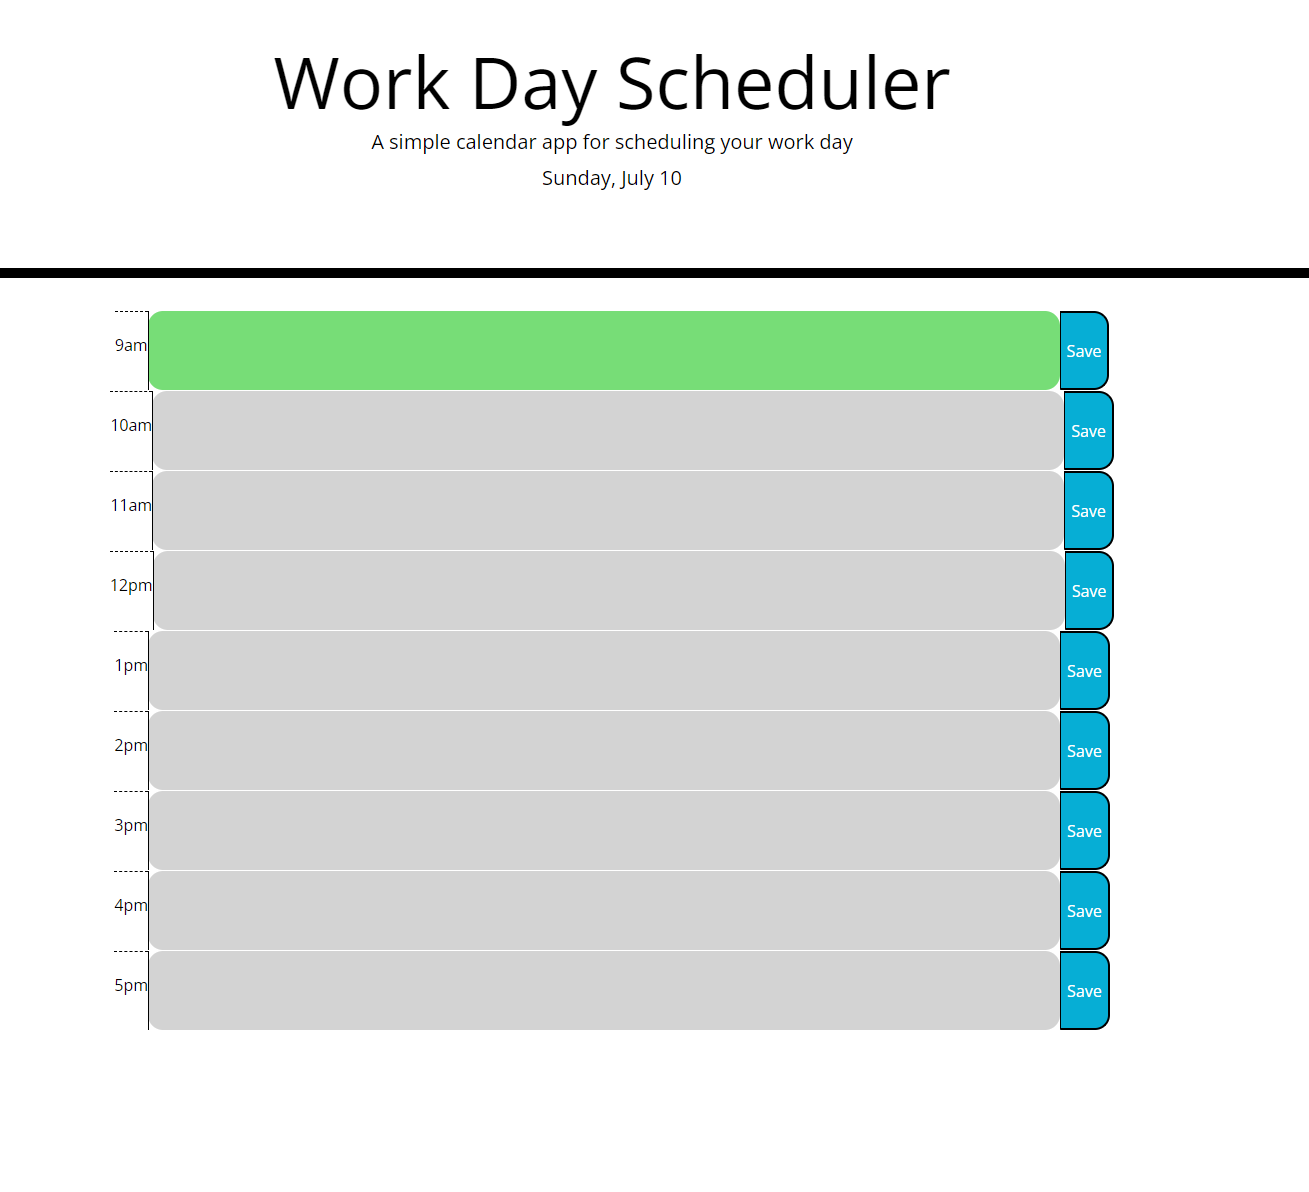 Work Day Scheduler
A simple calendar app for scheduling your work day
Sunday, July 10
9am Save
10am Save
11am Save
12pm Save
1pm Save
2pm Save
3pm Save
4pm Save
5pm Save